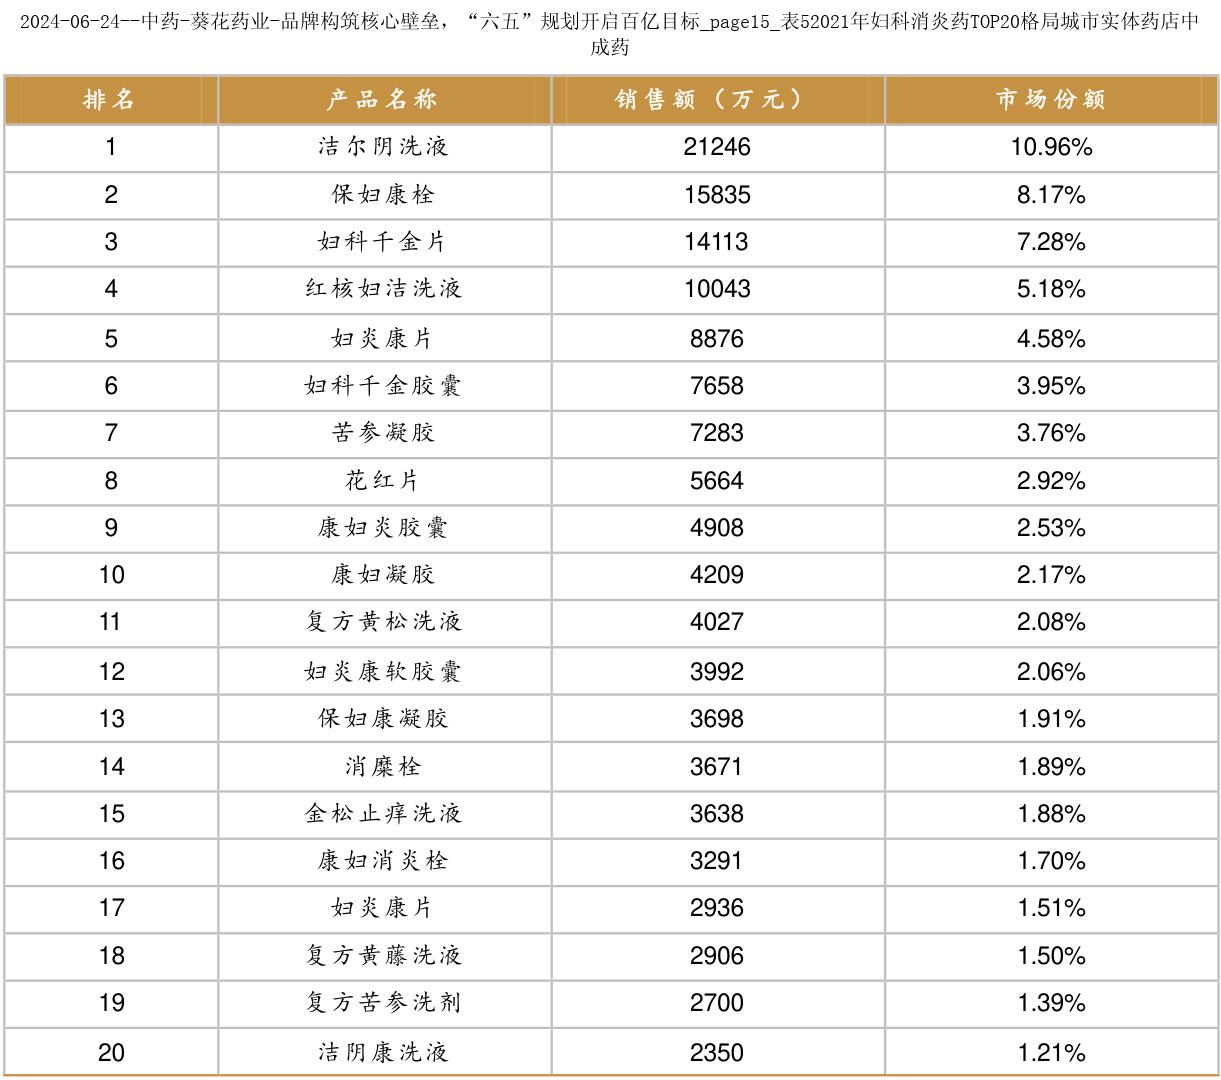 2024-06-24--中药-葵花药业-品牌构筑核心壁垒，“六五”规划开启百亿目标_page15_表52021年妇科消炎药TOP20格局城市实体药店中
成药
排名 产品名称 销售额（万元） 市场份额
1 洁尔阴洗液 21246 10.96%
2 保妇康栓 15835 8.17%
3 妇科千金片 14113 7.28%
4 红核妇洁洗液 10043 5.18%
5 妇炎康片 8876 4.58%
6 妇科千金胶囊 7658 3.95%
7 苦参凝胶 7283 3.76%
8 花红片 5664 2.92%
9 康妇炎胶囊 4908 2.53%
10 康妇凝胶 4209 2.17%
11 复方黄松洗液 4027 2.08%
12 妇炎康软胶囊 3992 2.06%
13 保妇康凝胶 3698 1.91%
14 消糜栓 3671 1.89%
15 金松止痒洗液 3638 1.88%
16 康妇消炎栓 3291 1.70%
17 妇炎康片 2936 1.51%
18 复方黄藤洗液 2906 1.50%
19 复方苦参洗剂 2700 1.39%
20 洁阴康洗液 2350 1.21%